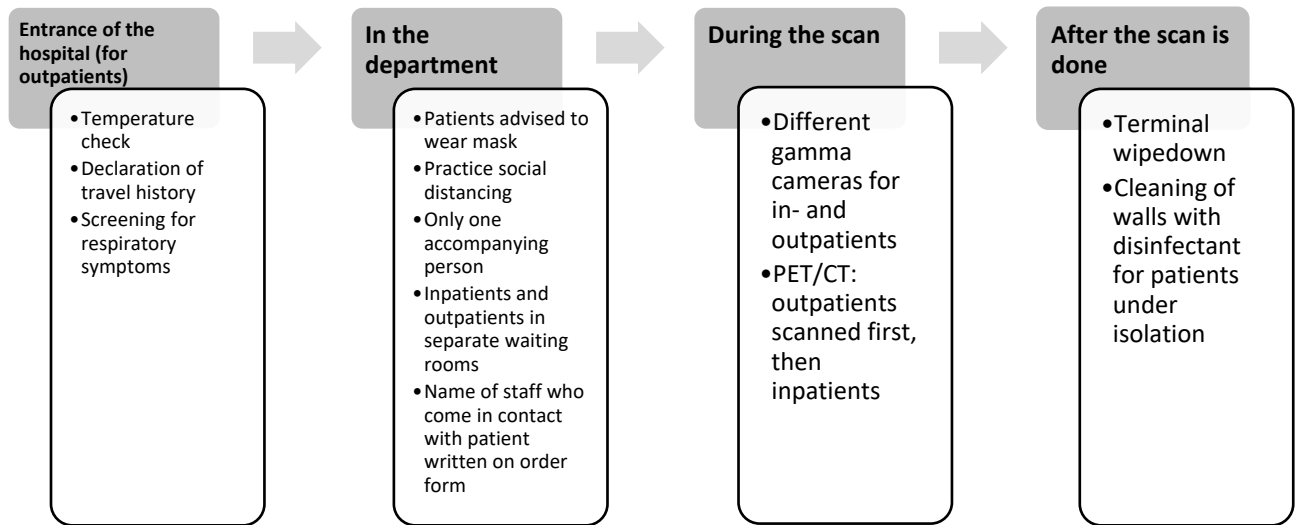 Entrance of the
hospital (for
outpatients)
•Temperature
check
•Declaration of
travel history
•Screening for
respiratory
symptoms
In the
department
•Patients advised to
wear mask
•Practice social
distancing
•Only one
accompanying
person
•Inpatients and
outpatients in
separate waiting
rooms
•Name of staff who
come in contact
with patient
written on order
form
During the scan
•Different
gamma
cameras for
in- and
outpatients
•PET/CT:
outpatients
scanned first,
then
inpatients
After the scan is
done
•Terminal
wipedown
•Cleaning of
walls with
disinfectant
for patients
under
isolation